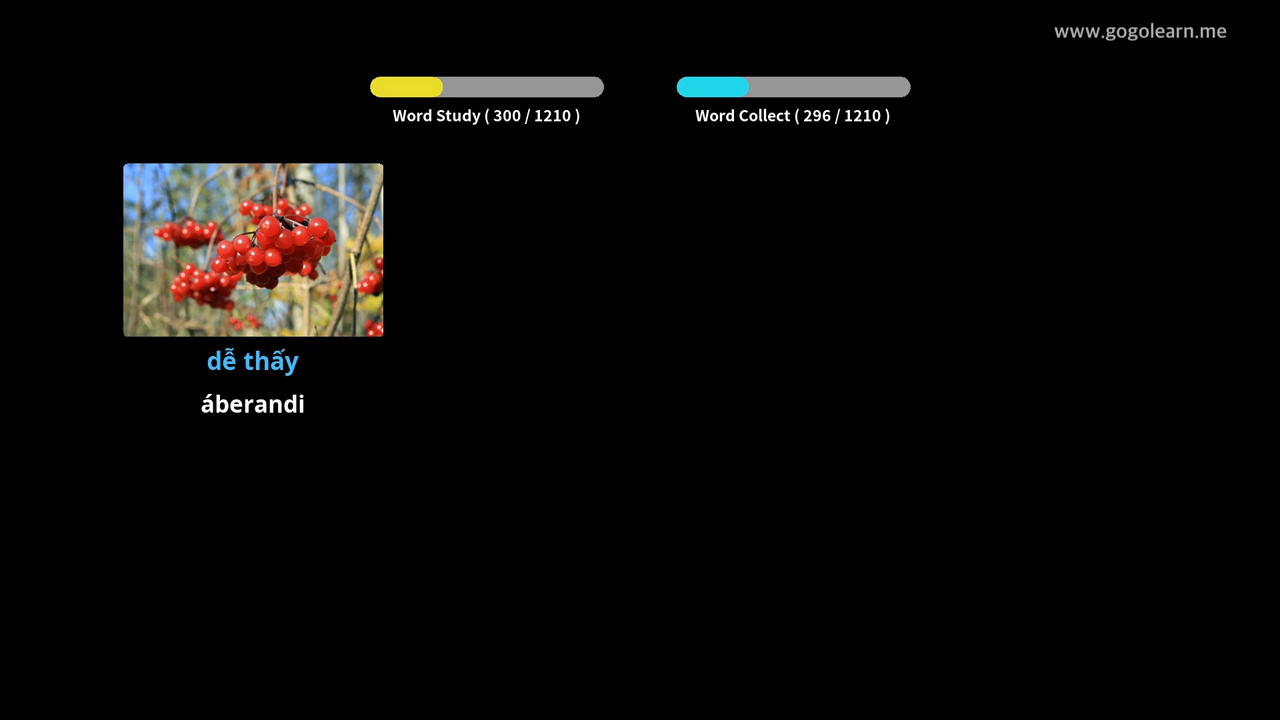 www.gogolearn.me
Word Study ( 300 / 1210 )
Word Collect ( 296 / 1210 )
dễ thấy
áberandi